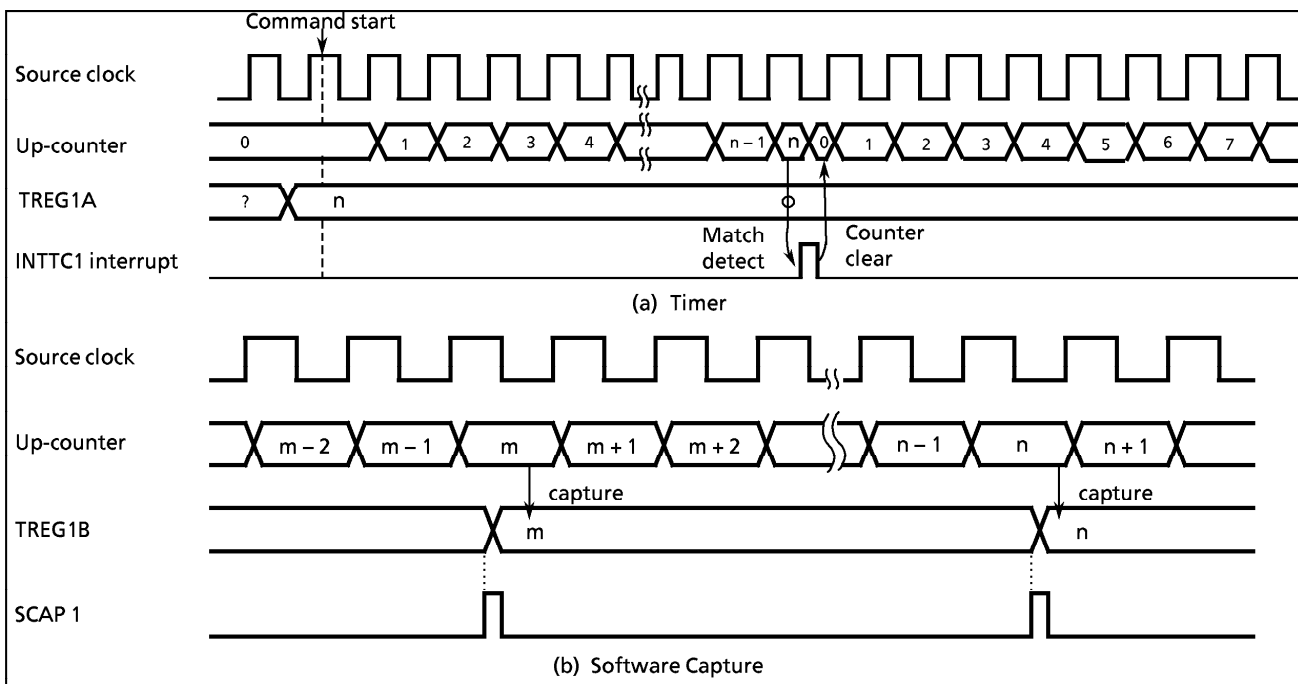 Command start
Source clock
Up-counter 0 1 2 3 4 n – 1 n 0 1 2 3 4 5 6 7
TREG1A ? n
INTTC1 interrupt
Match
detect
Counter
clear
(a) Timer
Source clock
Up-counter m – 2 m – 1 m m + 1 m + 2 n – 1 n n + 1
capture capture
TREG1B m n
SCAP 1
(b) Software Capture